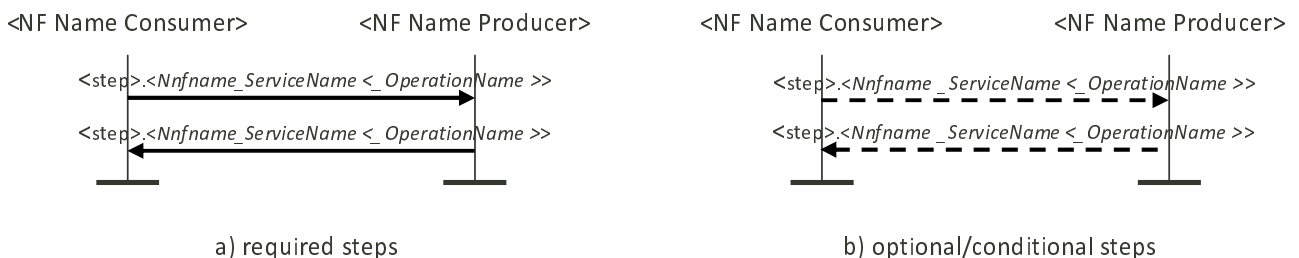 <NF Name Consumer> <NF Name Producer>
<step>.<Nnfname_ServiceName <_OperationName >>
<step>.<Nnfname_ServiceName <_OperationName >>
a) required steps
<NF Name Consumer> <NF Name Producer>
<step>.<Nnfname _ServiceName <_OperationName >>
<step>.<Nnfname _ServiceName <_OperationName >>
b) optional/conditional steps